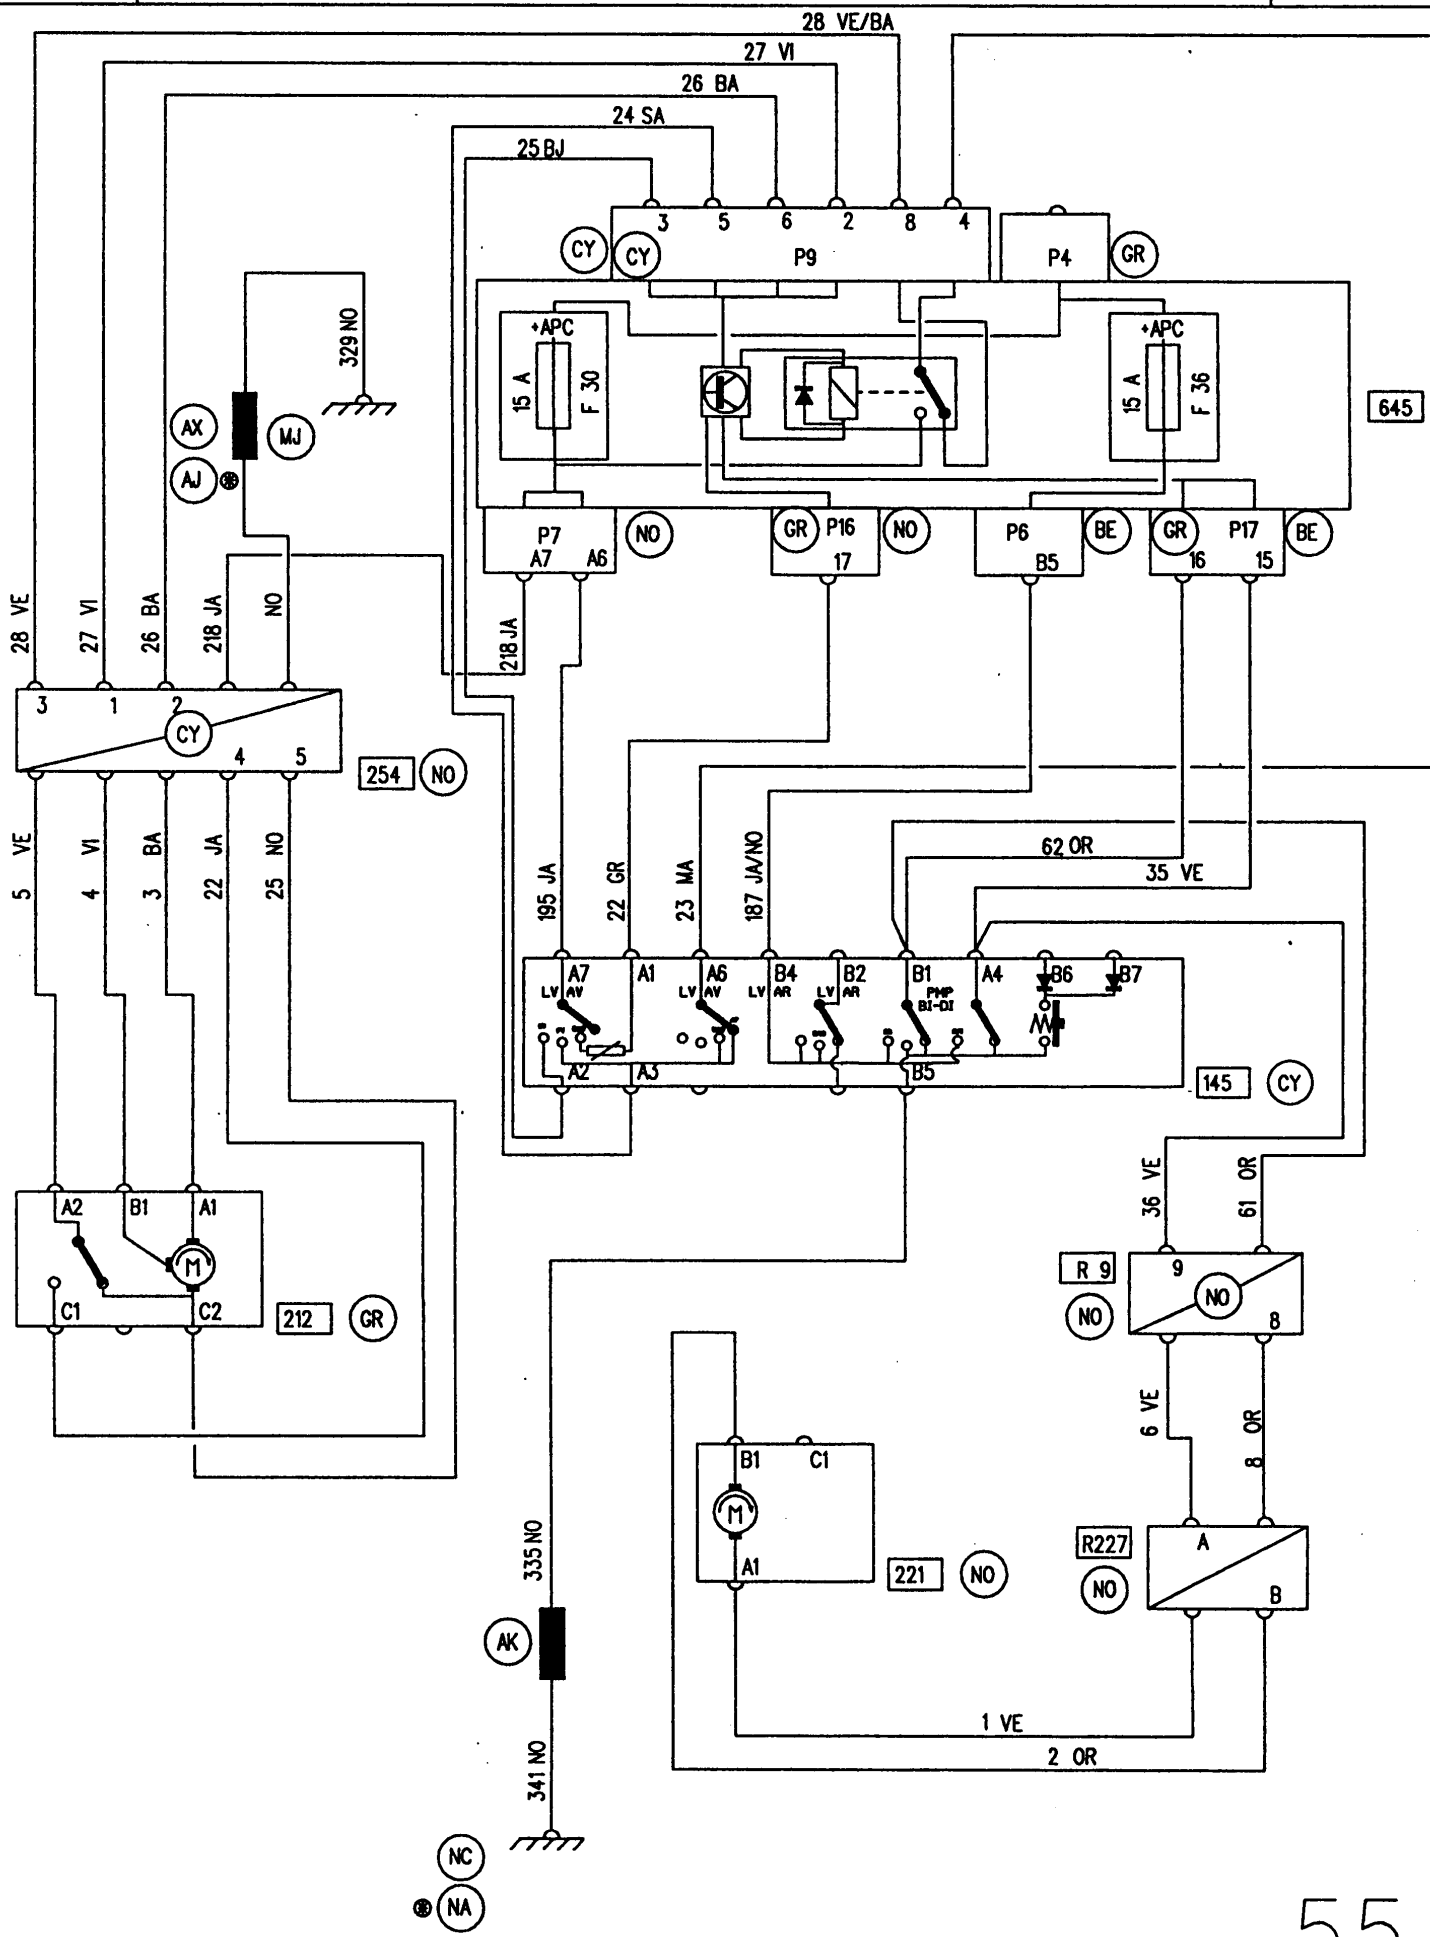 28 VE/BA
27 VI
26 BA
24 SA
25 BJ
3 5 6 2 8 4
CY CY P9 P4 GR
329 NO
+APC 15 A F 30
+APC 15 A F 36
645
AX MJ
AJ
P7 NO
A7 A6
GR P16 NO
17
P6 BE
B5
GR P17 BE
16 15
28 VE
27 VI
26 BA
218 JA
NO
218 JA
3 1 2
CY
4 5
254 NO
5 VE
4 VI
3 BA
22 JA
25 NO
195 JA
22 GR
23 MA
187 JA/NO
62 OR
35 VE
A7 A1 A6 B4 B2 B1 A4 B6 B7
LV AV LV AV LV AR LV AR PMP
BI-DI
A2 A3 B5
145 CY
36 VE
61 OR
A2 B1 A1
M
C1 C2
212 GR
R 9
NO
9
NO
8
6 VE
8 OR
B1 C1
M
A1
221 NO
R227
NO
A
B
335 NO
AK
341 NO
1 VE
2 OR
NC
NA
55